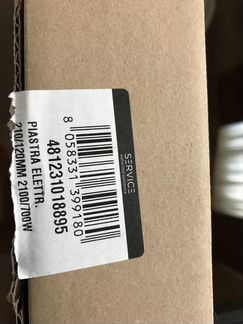 SERVICE
8 058331 399180
481231018895
PIASTRA ELETTR.
210/120MM 2100/700W